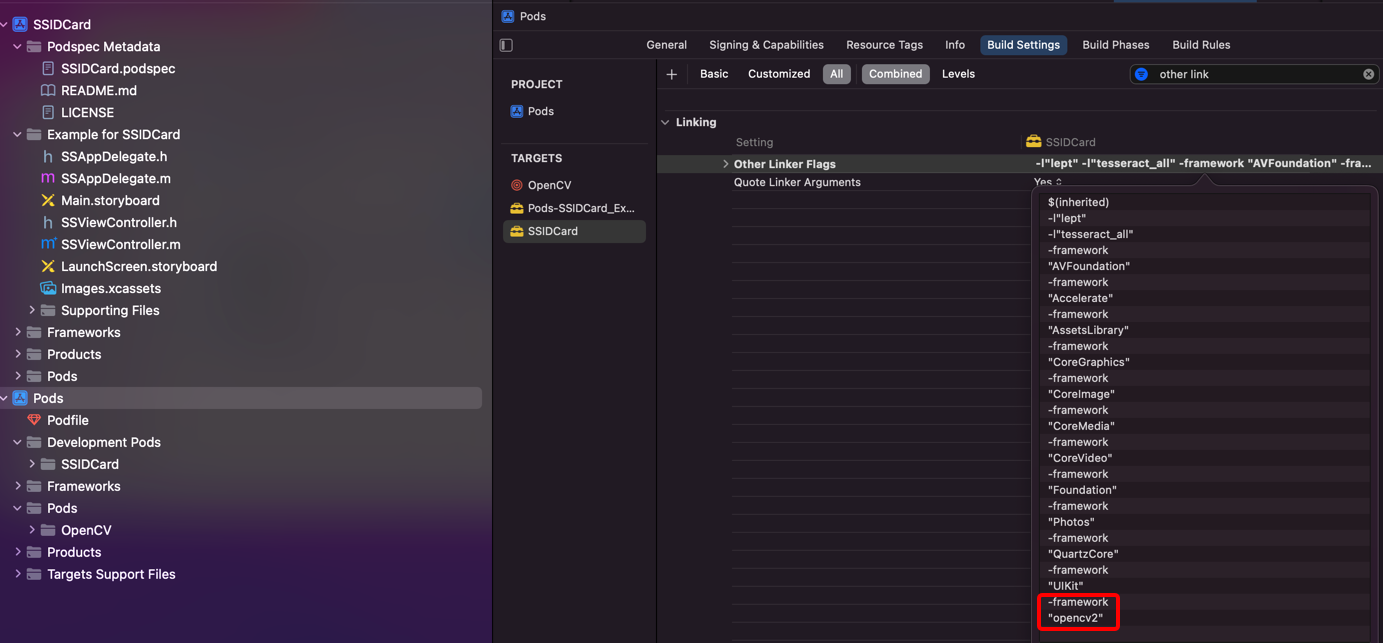 SSIDCard
Podspec Metadata
SSIDCard.podspec
README.md
LICENSE
Example for SSIDCard
h SSAppDelegate.h
m SSAppDelegate.m
Main.storyboard
h SSViewController.h
m SSViewController.m
LaunchScreen.storyboard
Images.xcassets
Supporting Files
Frameworks
Products
Pods
Pods
Podfile
Development Pods
SSIDCard
Frameworks
Pods
OpenCV
Products
Targets Support Files
Pods
General Signing & Capabilities Resource Tags Info Build Settings Build Phases Build Rules
+ Basic Customized All Combined Levels other link
PROJECT
Pods
TARGETS
OpenCV
Pods-SSIDCard_Ex...
SSIDCard
Linking
Setting SSIDCard
Other Linker Flags -l"lept" -l"tesseract_all" -framework "AVFoundation" -fra...
Quote Linker Arguments Yes
$(inherited)
-l"lept"
-l"tesseract_all"
-framework
"AVFoundation"
-framework
"Accelerate"
-framework
"AssetsLibrary"
-framework
"CoreGraphics"
-framework
"CoreImage"
-framework
"CoreMedia"
-framework
"CoreVideo"
-framework
"Foundation"
-framework
"Photos"
-framework
"QuartzCore"
-framework
"UIKit"
-framework
"opencv2"